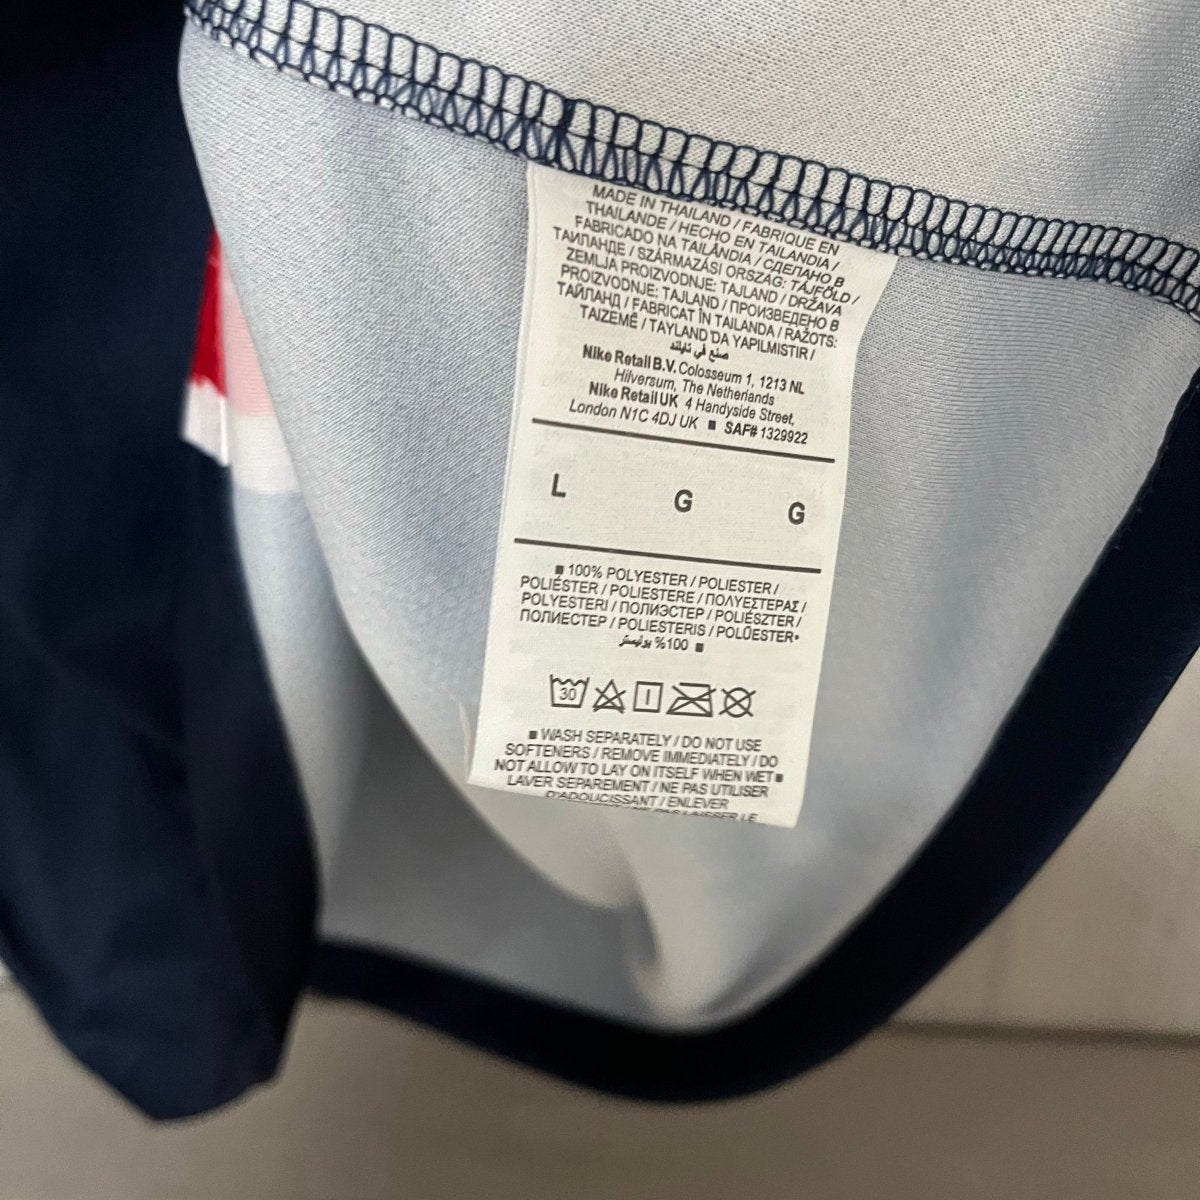 MADE IN THAILAND / FABRIQUE EN
THAILANDE / HECHO EN TAILANDIA /
FABRICADO NA TAILÂNDIA / СДЕЛАНО В
ТАИЛАНДЕ / SZÁRMAZÁSI ORSZÁG: TÁJFÖLD /
ZEMLJA PROIZVODNJE: TAJLAND / DRŽAVA
PROIZVODNJE: TAJLAND / ПРОИЗВЕДЕНО В
ТАЙЛАНД / FABRICAT ÎN TAILANDA / RAŽOTS:
TAIZEMĒ / TAYLAND'DA YAPILMISTIR /
صنع في تايلند
Nike Retail B.V. Colosseum 1, 1213 NL
Hilversum, The Netherlands
Nike Retail UK 4 Handyside Street,
London N1C 4DJ UK ■ SAF# 1329922
L G G
■ 100% POLYESTER / POLIESTER /
POLIÉSTER / POLIESTERE / ΠΟΛΥΕΣΤΕΡΑΣ /
POLYESTERI / ПОЛИЭСТЕР / POLIÉSZTER /
ПОЛИЕСТЕР / POLIESTERIS / POLÜESTER•
%100 بوليستر ■
30
■ WASH SEPARATELY / DO NOT USE
SOFTENERS / REMOVE IMMEDIATELY / DO
NOT ALLOW TO LAY ON ITSELF WHEN WET ■
LAVER SEPAREMENT / NE PAS UTILISER
D'ADOUCISSANT / ENLEVER
NE PAS LAISSER LE